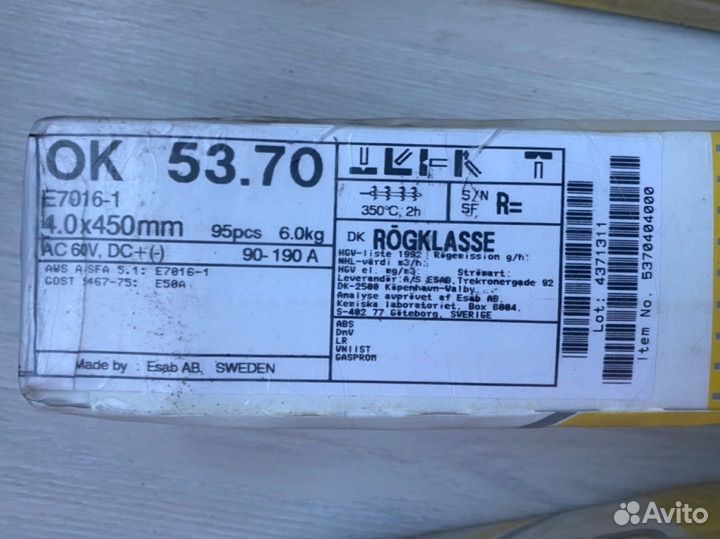 OK 53.70
E7016-1
4.0x450mm 95pcs 6.0kg
AC 60V, DC+(-) 90-190 A
AWS A SFA 5.1: E7016-1
GOST 9467-75: E50A
Made by : Esab AB, SWEDEN
350°C, 2h
S/N
SF
R=
DK RÖGKLASSE
HGV-liste 1992 Rögemission g/h:
NHL-värdi m3/h:
HGV el. mg/m3 Strömart:
Leverandør: A/S ESAB, Trekronergade 92
DK-2500 Köpenhavn-Valby.
Analyse auprövet af Esab AB,
Kemiska laboratoriet, Box 8004,
S-402 77 Göteborg, SVERIGE
ABS
DnV
LR
VNIIST
GASPROM
Lot: 4371311
Item No. 5370404000
Avito